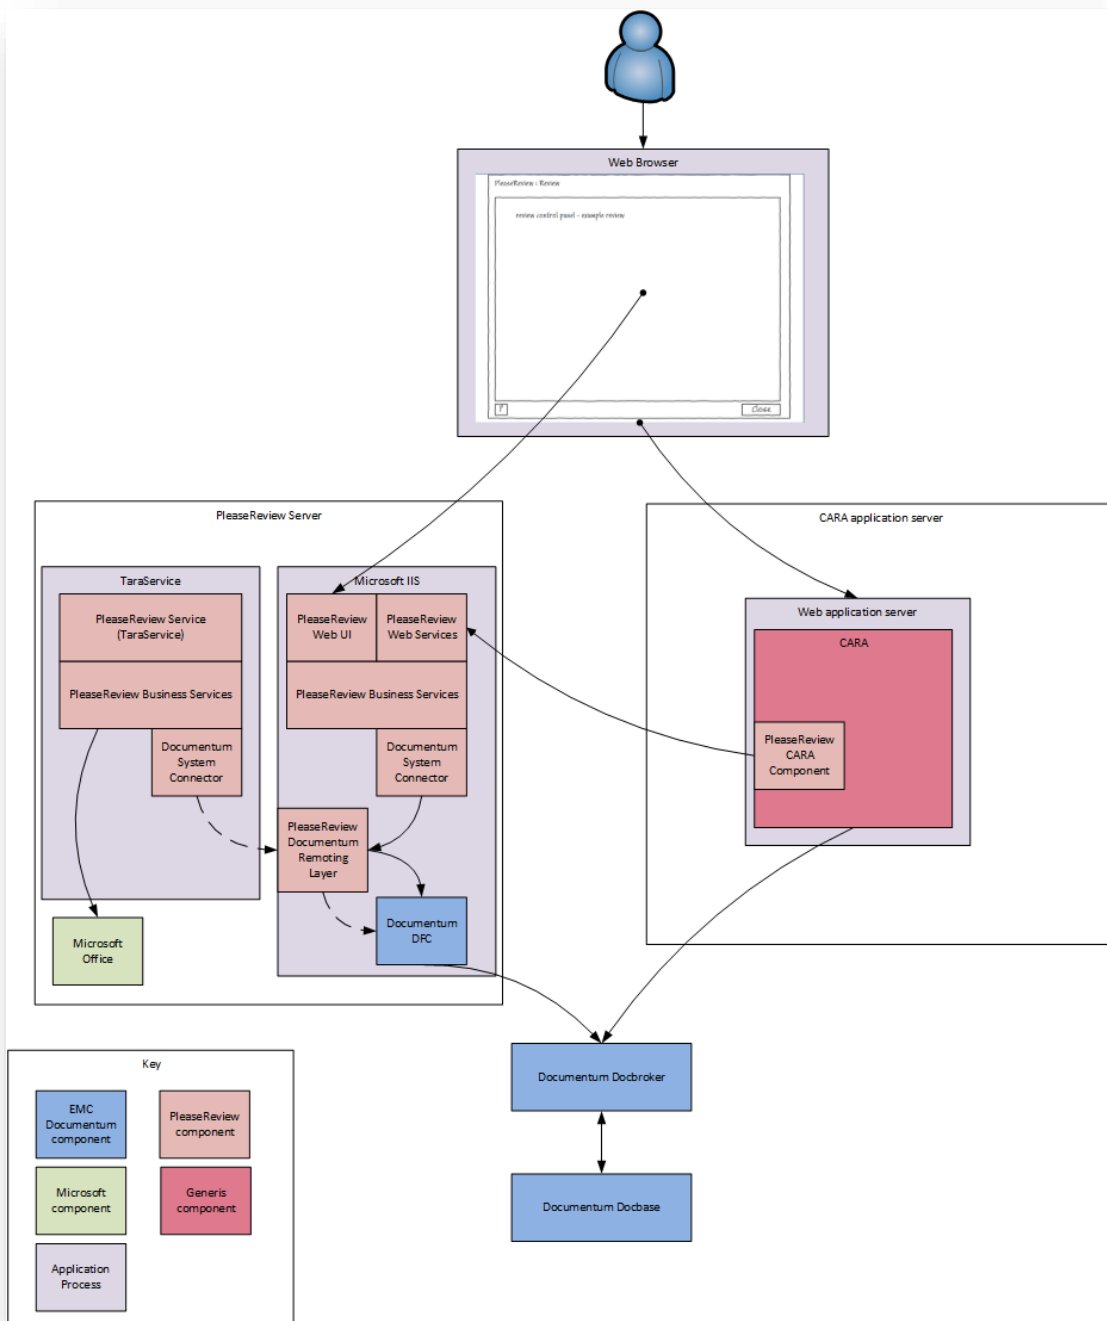 Web Browser
PleaseReview : Review
review control panel - example review
?
Close
PleaseReview Server
CARA application server
TaraService
Microsoft IIS
Web application server
PleaseReview Service
(TaraService)
PleaseReview
Web UI
PleaseReview
Web Services
CARA
PleaseReview Business Services
PleaseReview Business Services
Documentum
System
Connector
Documentum
System
Connector
PleaseReview
CARA
Component
PleaseReview
Documentum
Remoting
Layer
Documentum
DFC
Microsoft
Office
Documentum Docbroker
Documentum Docbase
Key
EMC
Documentum
component
PleaseReview
component
Microsoft
component
Generis
component
Application
Process